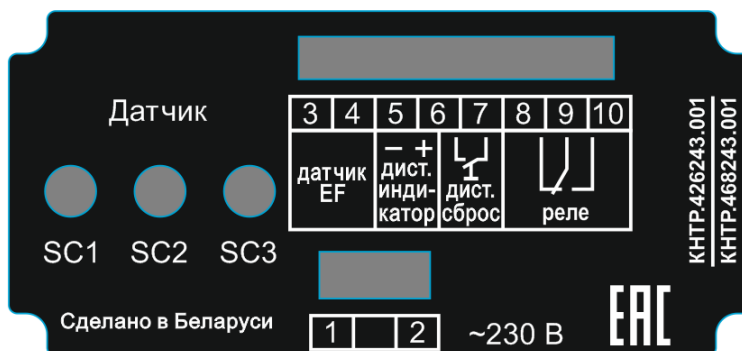 Датчик
3 4 5 6 7 8 9 10
датчик
EF
− +
дист.
инди-
катор
дист.
сброс
реле
SC1 SC2 SC3
КНТР.426243.001
КНТР.468243.001
Сделано в Беларуси
1 2
~230 В
EAC